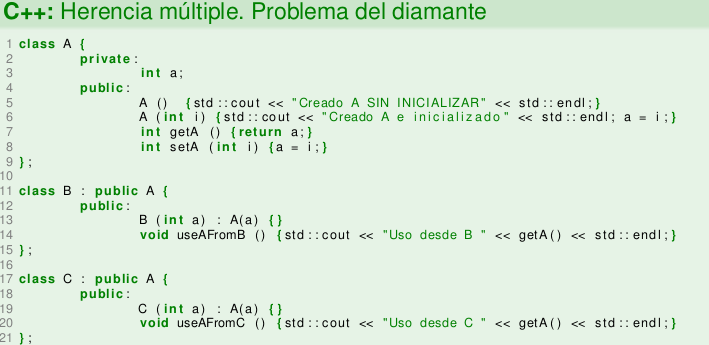 C++: Herencia múltiple. Problema del diamante
1 class A {
2 private:
3 int a;
4 public:
5 A () {std::cout << "Creado A SIN INICIALIZAR" << std::endl;}
6 A (int i) {std::cout << "Creado A e inicializado" << std::endl; a = i;}
7 int getA () {return a;}
8 int setA (int i) {a = i;}
9 };
10
11 class B : public A {
12 public:
13 B (int a) : A(a) {}
14 void useAFromB () {std::cout << "Uso desde B " << getA() << std::endl;}
15 };
16
17 class C : public A {
18 public:
19 C (int a) : A(a) {}
20 void useAFromC () {std::cout << "Uso desde C " << getA() << std::endl;}
21 };